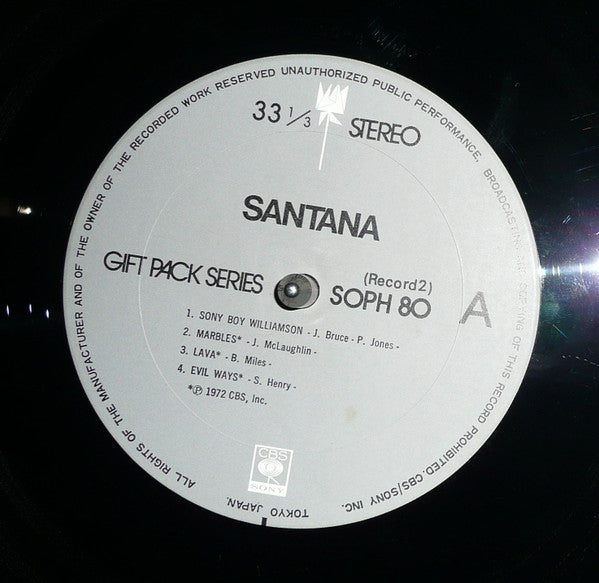 ALL RIGHTS OF THE MANUFACTURER AND OF THE OWNER OF THE RECORDED WORK RESERVED UNAUTHORIZED PUBLIC PERFORMANCE, BROADCASTING AND COPYING OF THIS RECORD PROHIBITED. CBS/SONY INC. TOKYO JAPAN.
33 1/3 STEREO
SANTANA
GIFT PACK SERIES
(Record2)
SOPH 80
A
1. SONY BOY WILLIAMSON - J. Bruce - P. Jones -
2. MARBLES* - J. McLaughlin -
3. LAVA* - B. Miles -
4. EVIL WAYS* - S. Henry -
*℗ 1972 CBS, Inc.
CBS
SONY